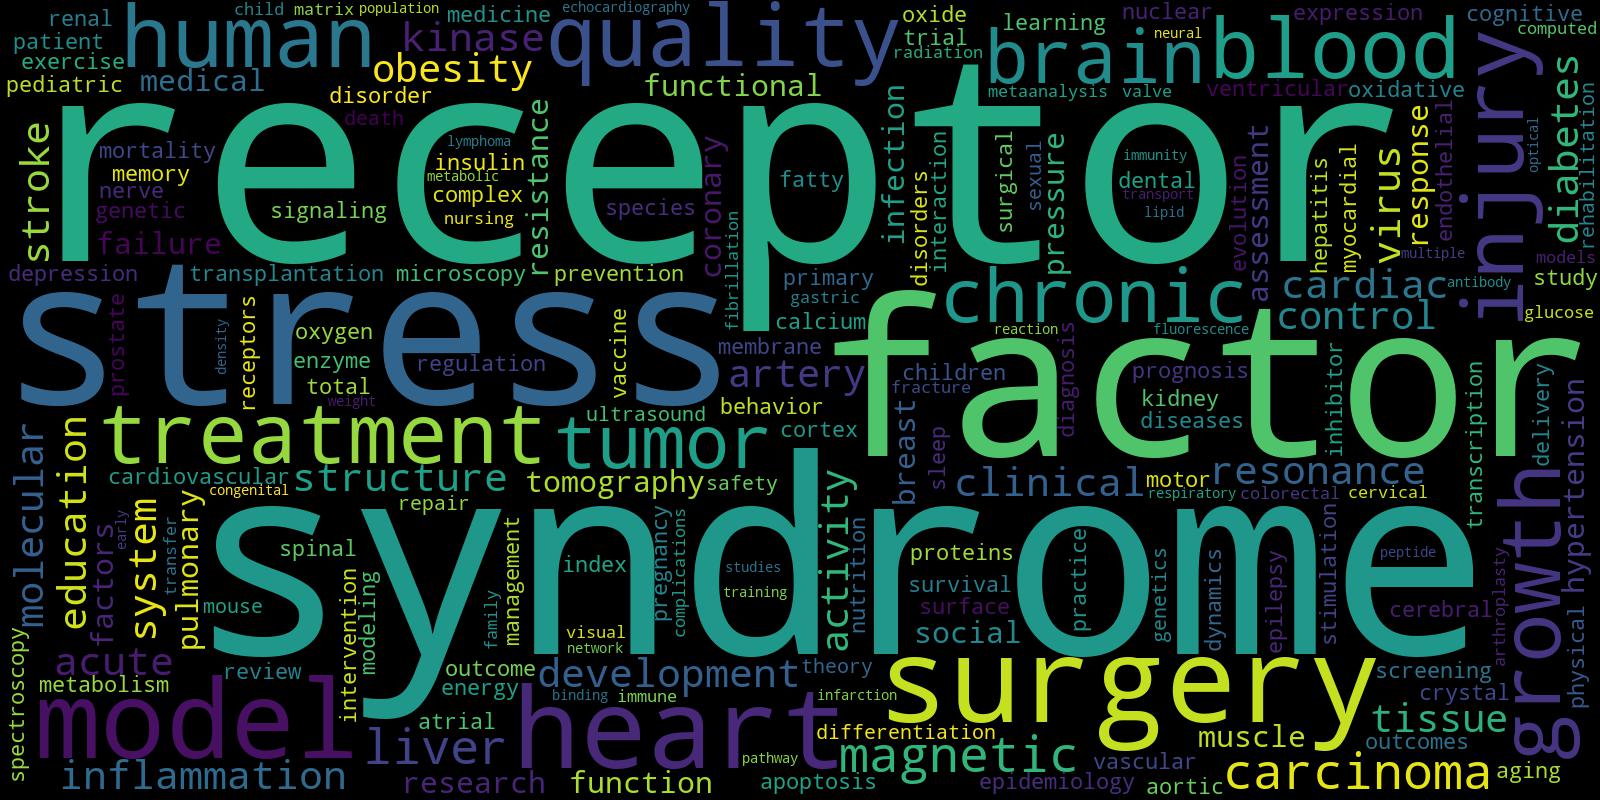 renal
human
child
matrix
population
medicine
echocardiography
oxide
learning
nuclear
expression
cognitive
patient
kinase
quality
trial
neural
computed
exercise
obesity
radiation
brain
blood
injury
pediatric
medical
functional
disorder
metaanalysis
valve
ventricular
oxidative
diabetes
death
receptor
stroke
mortality
memory
nerve
genetic
failure
signaling
lymphoma
insulin
metabolic
complex
nursing
resistance
species
coronary
fatty
infection
interaction
disorders
surgical
sexual
pressure
immunity
dental
transport
lipid
evolution
assessment
hepatitis
myocardial
virus
response
endothelial
optical
rehabilitation
multiple
models
depression
transplantation
microscopy
prevention
fibrillation
primary
gastric
calcium
chronic
cardiac
antibody
study
control
glucose
stress
prostate
density
receptors
oxygen
enzyme
total
weight
regulation
vaccine
membrane
artery
factor
reaction
fluorescence
children
fracture
diagnosis
prognosis
kidney
diseases
inhibitor
transcription
delivery
hypertension
treatment
ultrasound
behavior
tumor
cortex
breast
sleep
molecular
education
cardiovascular
structure
tomography
safety
clinical
motor
resonance
congenital
repair
respiratory
colorectal
cervical
factors
early
system
transfer
pulmonary
syndrome
spinal
mouse
intervention
modeling
family
management
index
visual
network
pregnancy
complications
studies
training
activity
nutrition
proteins
survival
surface
social
practice
genetics
dynamics
epilepsy
stimulation
peptide
cerebral
arthroplasty
growth
physical
spectroscopy
acute
metabolism
review
outcome
energy
development
theory
surgery
screening
crystal
model
binding
immune
infarction
atrial
heart
differentiation
tissue
liver
muscle
outcomes
inflammation
research
function
pathway
magnetic
apoptosis
vascular
epidemiology
aortic
carcinoma
aging